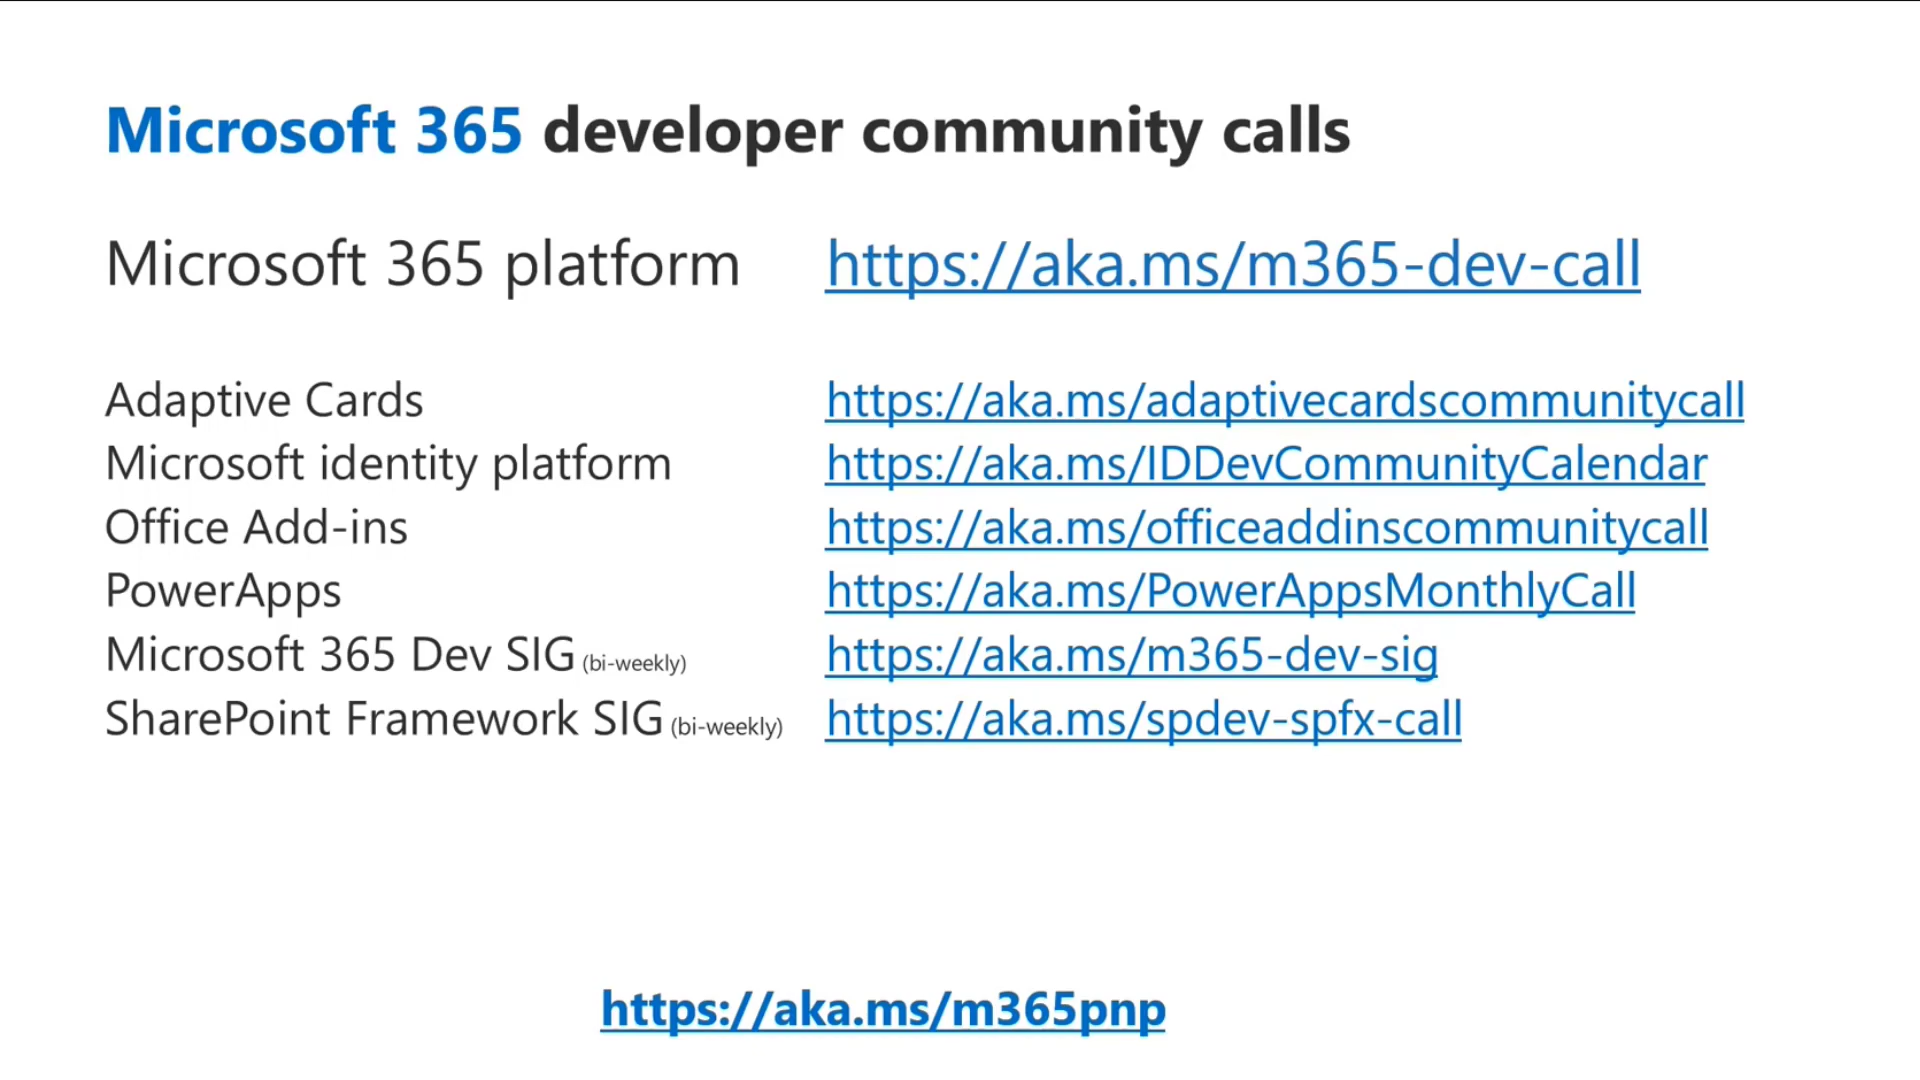 Microsoft 365 developer community calls
Microsoft 365 platform https://aka.ms/m365-dev-call
Adaptive Cards https://aka.ms/adaptivecardscommunitycall
Microsoft identity platform https://aka.ms/IDDevCommunityCalendar
Office Add-ins https://aka.ms/officeaddinscommunitycall
PowerApps https://aka.ms/PowerAppsMonthlyCall
Microsoft 365 Dev SIG (bi-weekly) https://aka.ms/m365-dev-sig
SharePoint Framework SIG (bi-weekly) https://aka.ms/spdev-spfx-call
https://aka.ms/m365pnp